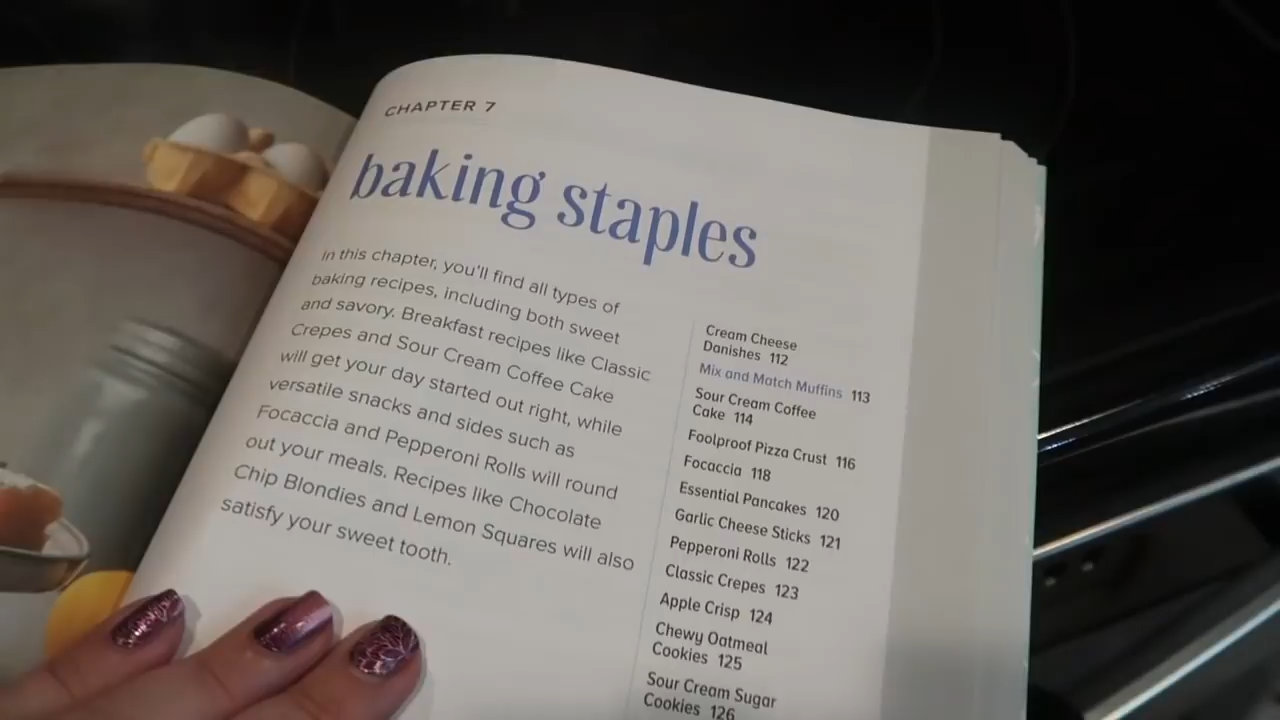 CHAPTER 7
baking staples
In this chapter, you'll find all types of
baking recipes, including both sweet
and savory. Breakfast recipes like Classic
Crepes and Sour Cream Coffee Cake
will get your day started out right, while
versatile snacks and sides such as
Focaccia and Pepperoni Rolls will round
out your meals. Recipes like Chocolate
Chip Blondies and Lemon Squares will also
satisfy your sweet tooth.
Cream Cheese
Danishes 112
Mix and Match Muffins 113
Sour Cream Coffee
Cake 114
Foolproof Pizza Crust 116
Focaccia 118
Essential Pancakes 120
Garlic Cheese Sticks 121
Pepperoni Rolls 122
Classic Crepes 123
Apple Crisp 124
Chewy Oatmeal
Cookies 125
Sour Cream Sugar
Cookies 126